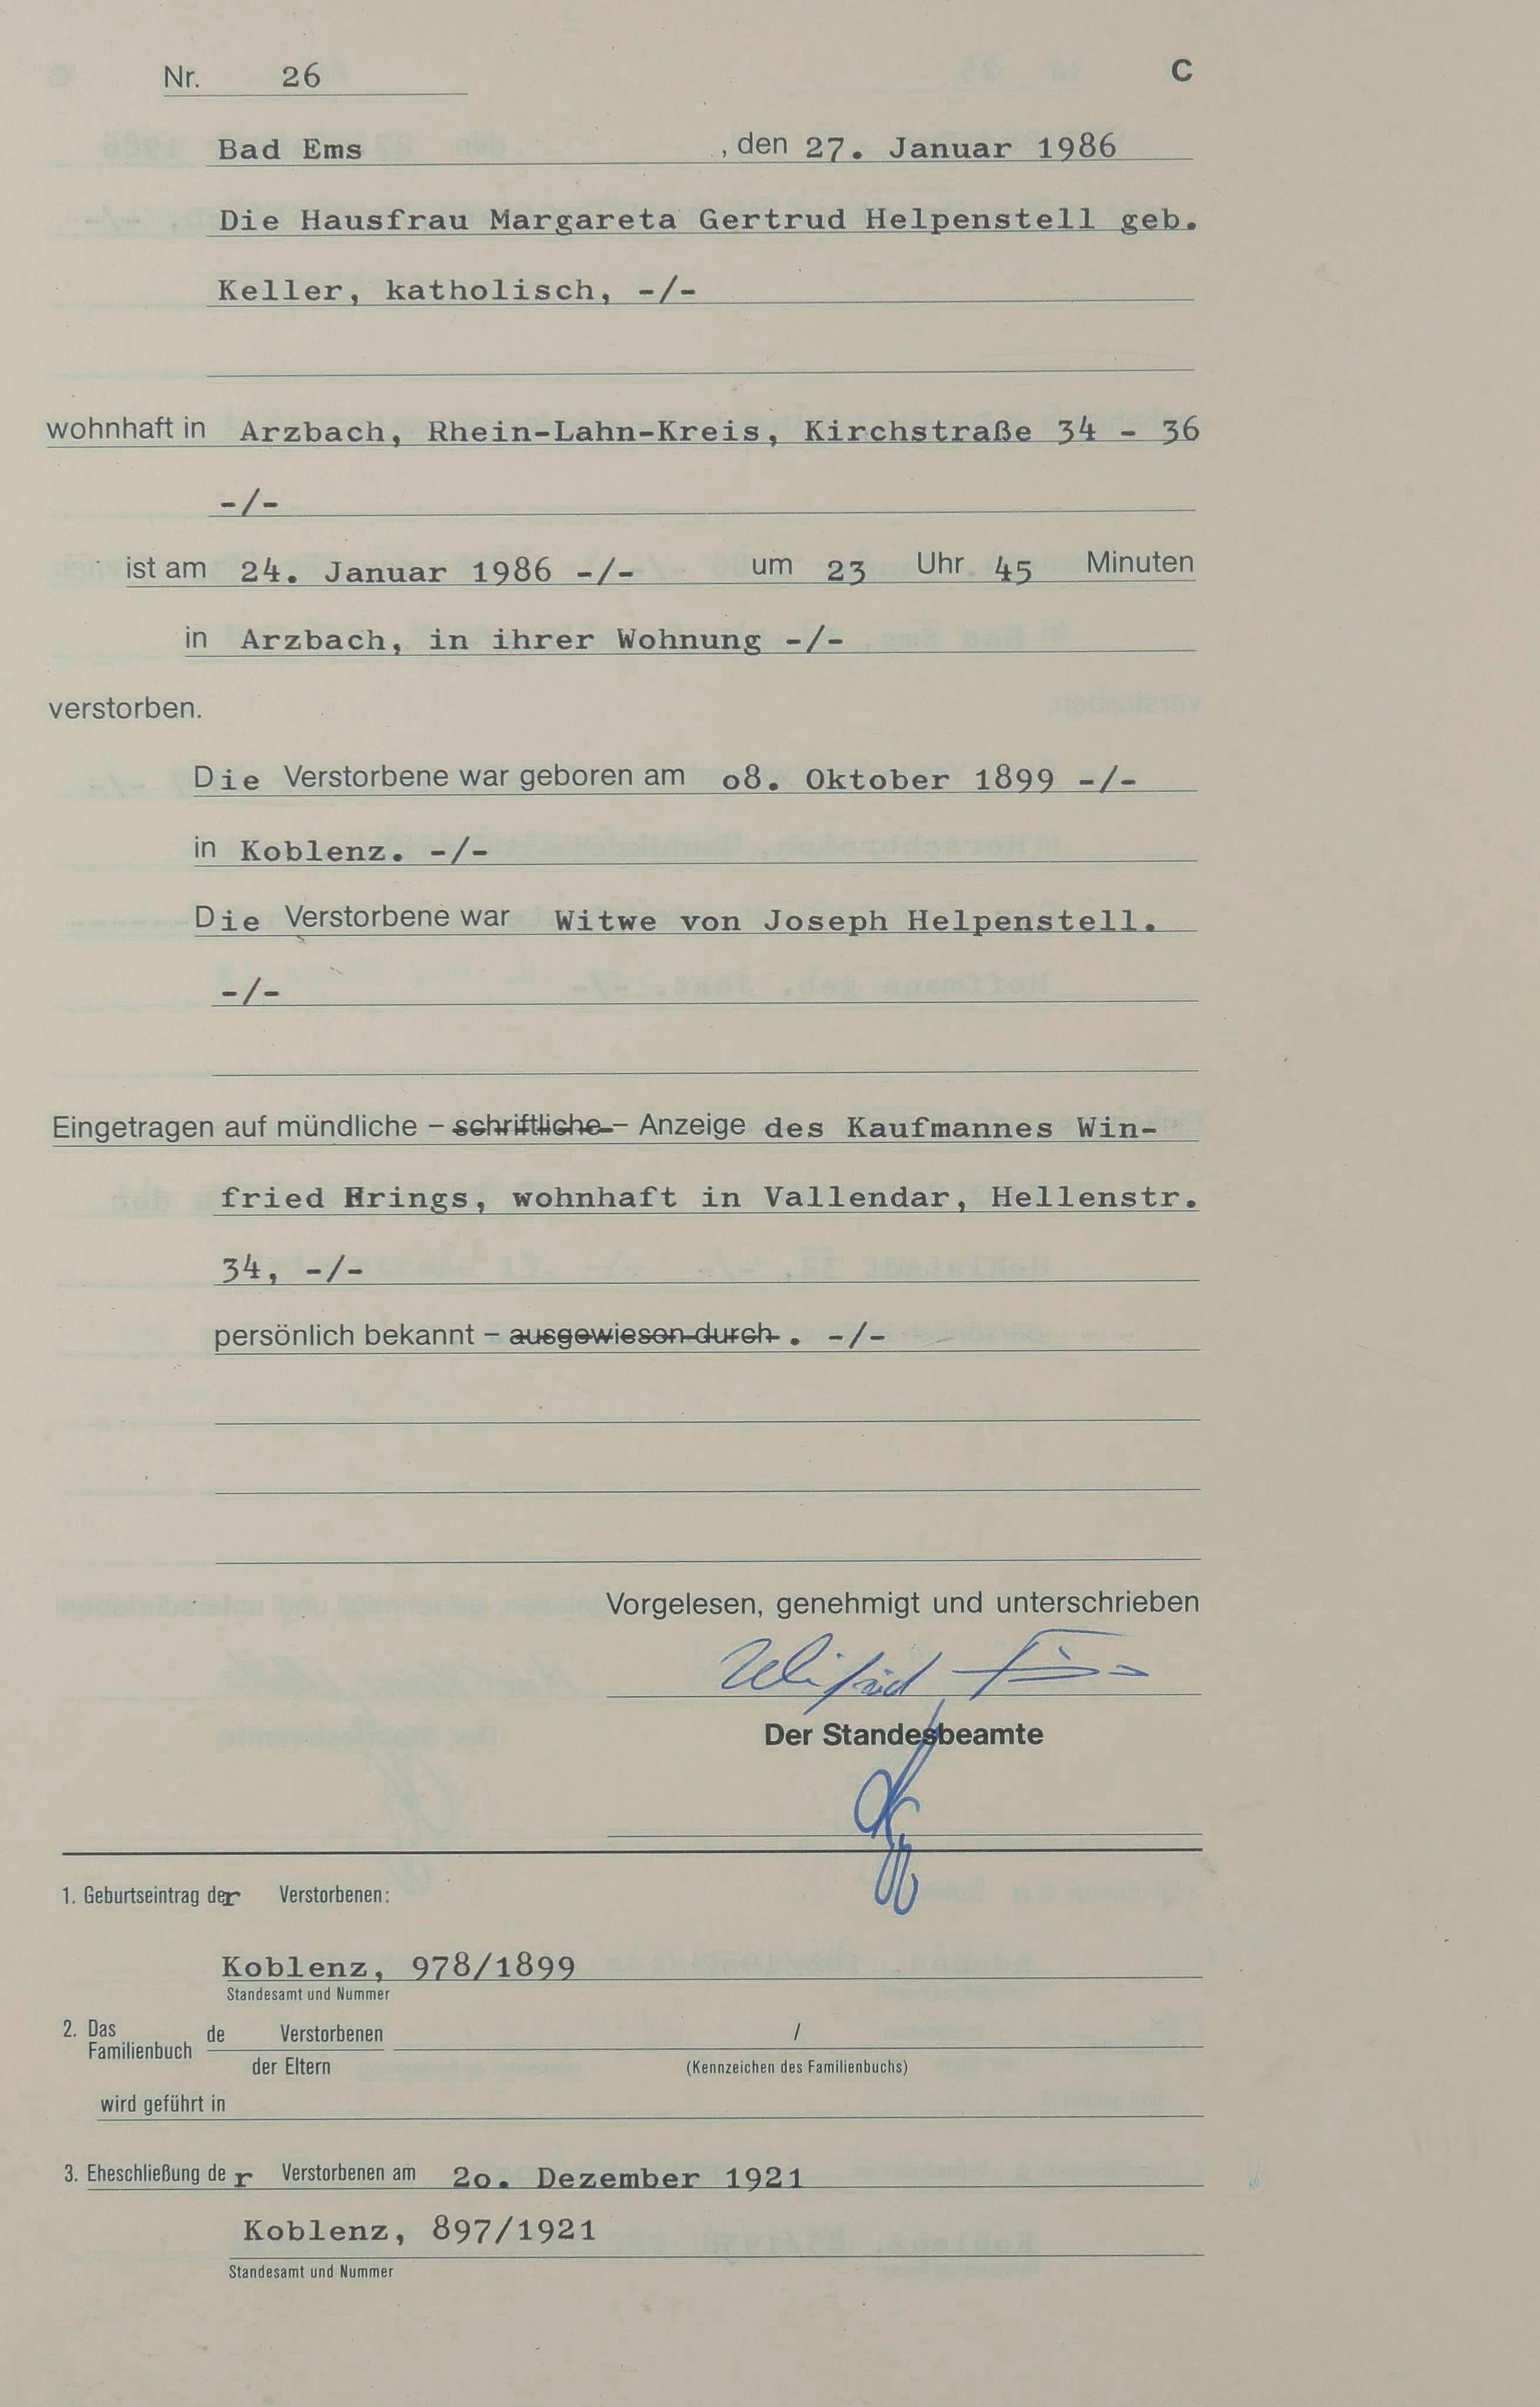 Nr. 26 C
Bad Ems , den 27. Januar 1986
Die Hausfrau Margareta Gertrud Helpenstell geb.
Keller, katholisch, -/-
wohnhaft in Arzbach, Rhein-Lahn-Kreis, Kirchstraße 34 - 36
-/-
ist am 24. Januar 1986 -/- um 23 Uhr 45 Minuten
in Arzbach, in ihrer Wohnung -/-
verstorben.
Die Verstorbene war geboren am o8. Oktober 1899 -/-
in Koblenz. -/-
Die Verstorbene war Witwe von Joseph Helpenstell.
-/-
Eingetragen auf mündliche – schriftliche – Anzeige des Kaufmannes Win-
fried , wohnhaft in Vallendar, Hellenstr.
34, -/-
persönlich bekannt – ausgewiesen durch . -/-
Vorgelesen, genehmigt und unterschrieben
Winfried
Der Standesbeamte
1. Geburtseintrag der Verstorbenen:
Koblenz, 978/1899
Standesamt und Nummer
2. Das Familienbuch de Verstorbenen /
der Eltern (Kennzeichen des Familienbuchs)
wird geführt in
3. Eheschließung der Verstorbenen am 2o. Dezember 1921
Koblenz, 897/1921
Standesamt und Nummer